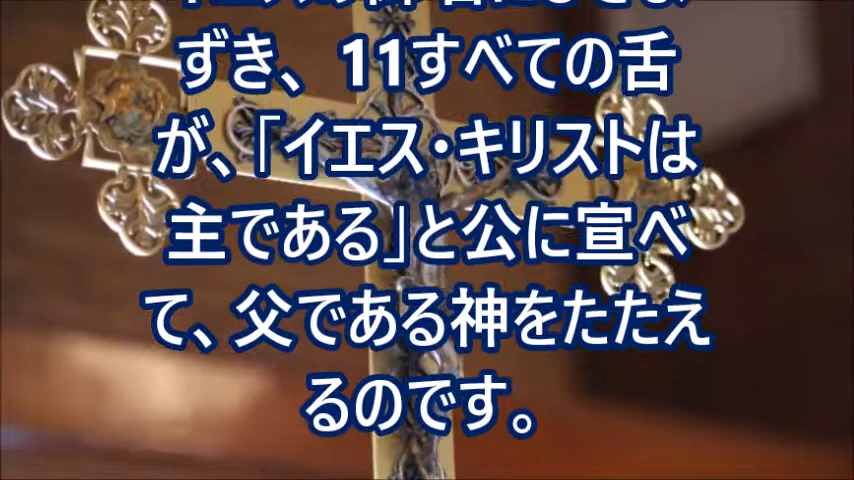 ずき、11すべての舌
が、「イエス・キリストは
主である」と公に宣べ
て、父である神をたたえ
るのです。